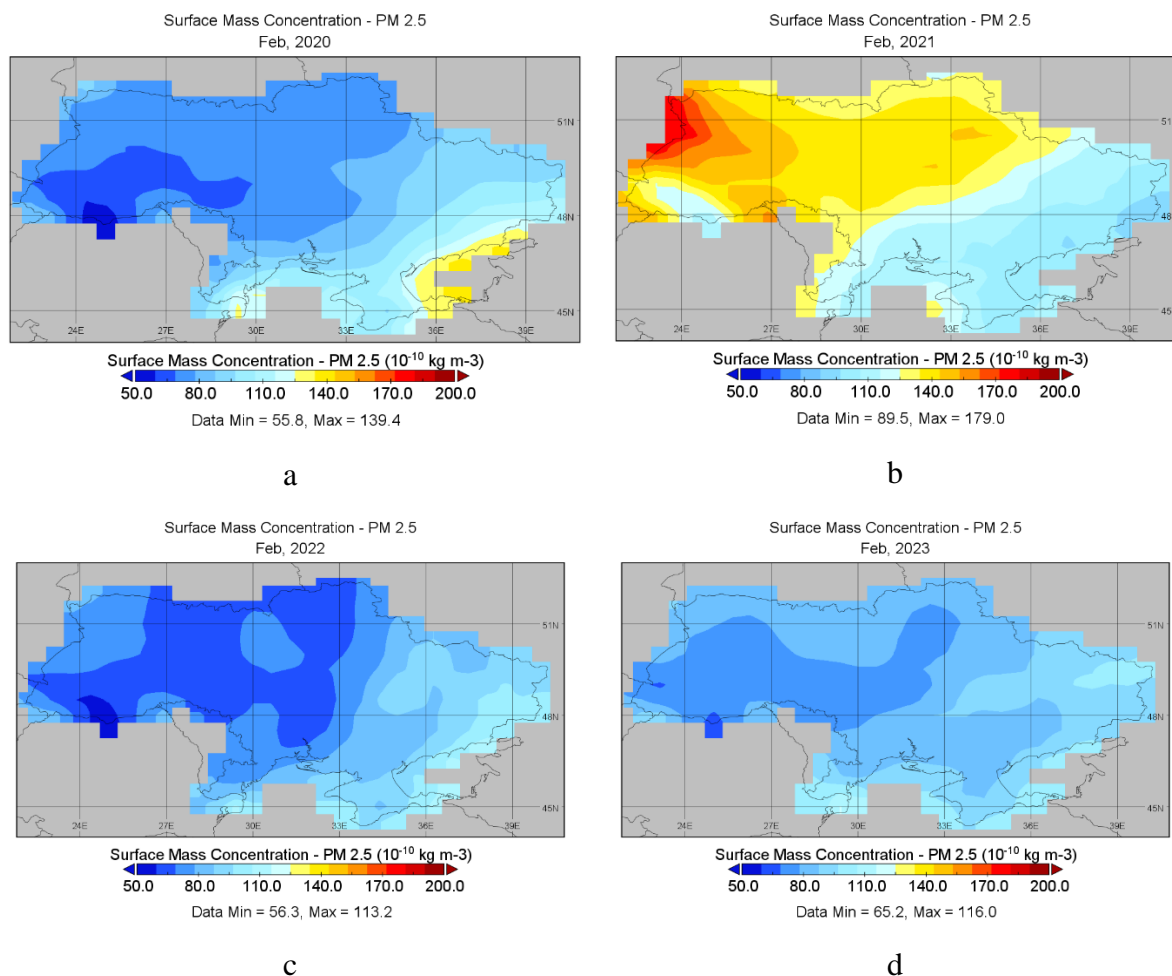 Surface Mass Concentration - PM 2.5
Feb, 2020
51N
48N
45N
24E 27E 30E 33E 36E 39E
Surface Mass Concentration - PM 2.5 (10⁻¹⁰ kg m-3)
50.0 80.0 110.0 140.0 170.0 200.0
Data Min = 55.8, Max = 139.4
a
Surface Mass Concentration - PM 2.5
Feb, 2021
51N
48N
45N
24E 27E 30E 33E 36E 39E
Surface Mass Concentration - PM 2.5 (10⁻¹⁰ kg m-3)
50.0 80.0 110.0 140.0 170.0 200.0
Data Min = 89.5, Max = 179.0
b
Surface Mass Concentration - PM 2.5
Feb, 2022
51N
48N
45N
24E 27E 30E 33E 36E 39E
Surface Mass Concentration - PM 2.5 (10⁻¹⁰ kg m-3)
50.0 80.0 110.0 140.0 170.0 200.0
Data Min = 56.3, Max = 113.2
c
Surface Mass Concentration - PM 2.5
Feb, 2023
51N
48N
45N
24E 27E 30E 33E 36E 39E
Surface Mass Concentration - PM 2.5 (10⁻¹⁰ kg m-3)
50.0 80.0 110.0 140.0 170.0 200.0
Data Min = 65.2, Max = 116.0
d